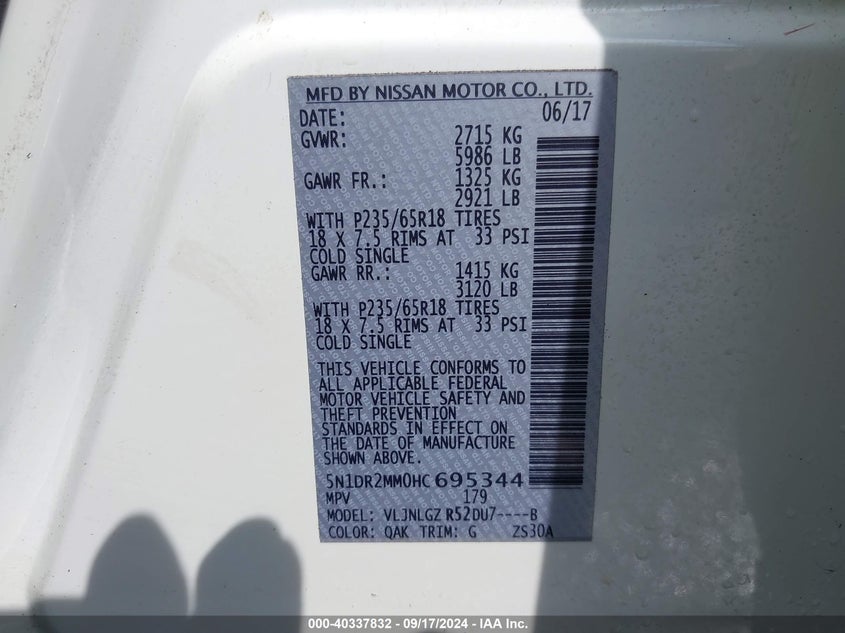 MFD BY NISSAN MOTOR CO., LTD.
DATE: 06/17
GVWR: 2715 KG
5986 LB
GAWR FR.: 1325 KG
2921 LB
WITH P235/65R18 TIRES
18 X 7.5 RIMS AT 33 PSI
COLD SINGLE
GAWR RR.: 1415 KG
3120 LB
WITH P235/65R18 TIRES
18 X 7.5 RIMS AT 33 PSI
COLD SINGLE
THIS VEHICLE CONFORMS TO
ALL APPLICABLE FEDERAL
MOTOR VEHICLE SAFETY AND
THEFT PREVENTION
STANDARDS IN EFFECT ON
THE DATE OF MANUFACTURE
SHOWN ABOVE.
5N1DR2MM0HC695344
MPV 179
MODEL: VLJNLGZ R52DU7----B
COLOR: QAK TRIM: G ZS30A
000-40337832 - 09/17/2024 - IAA Inc.